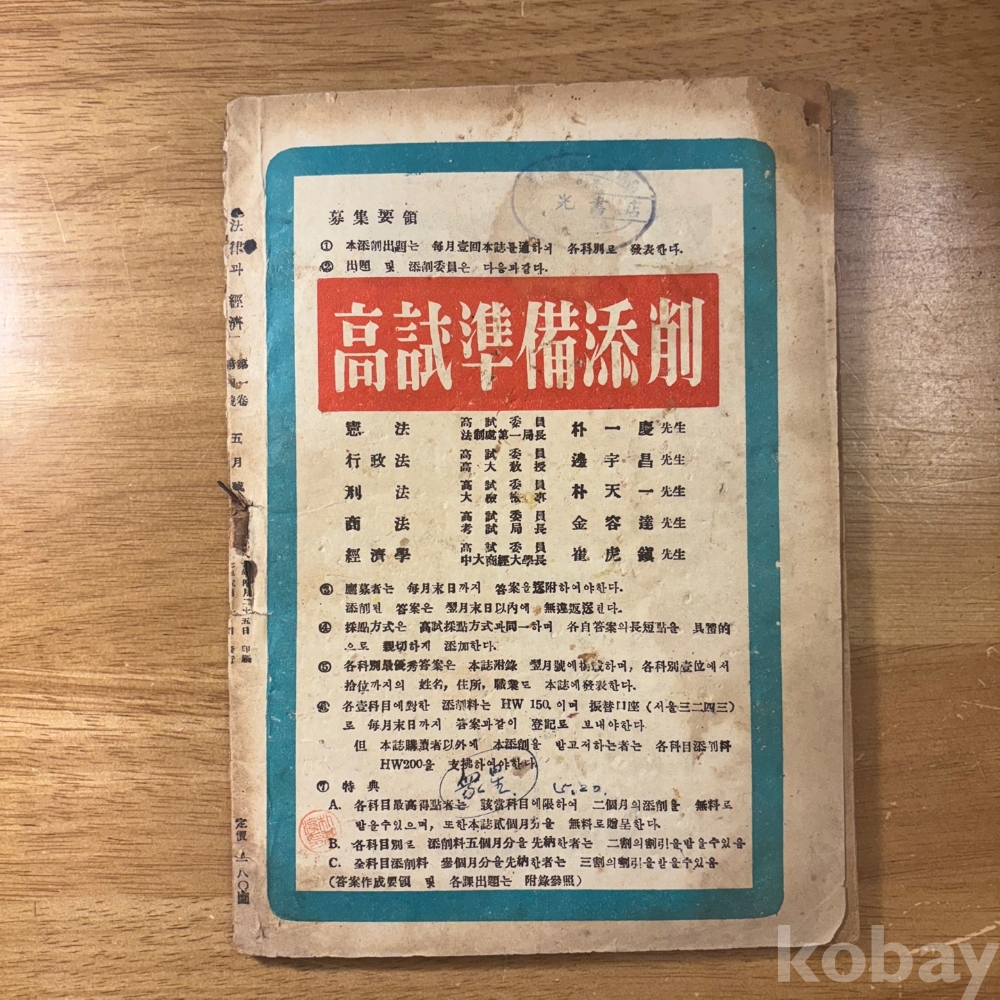 募集要領
① 本添削出題는 每月壹回本誌를通하여 各科別로 發表한다.
② 出題 및 添削委員은 다음과같다.
高試準備添削
憲法 高試委員 法制處第一局長 朴一慶 先生
行政法 高試委員 高大敎授 邊宇昌 先生
刑法 高試委員 大檢檢事 朴天一 先生
商法 高試委員 考試局長 金容達 先生
經濟學 高試委員 中大商經大學長 崔虎鎭 先生
③ 應募者는 每月末日까지 答案을送附하여야한다.
添削된 答案은 翌月末日以內에 無違返送한다.
④ 採點方式은 高試採點方式과同一하며 各自答案의長短點을 具體的
으로 親切하게 添加한다.
⑤ 各科別最優秀答案은 本誌附錄 翌月號에揭載하며, 各科別壹位에서
拾位까지의 姓名, 住所, 職業도 本誌에發表한다.
⑥ 各壹科目에對한 添削料는 HW 150.이며 振替口座 (서울三二四三)
로 每月末日까지 答案과같이 登記로 보내야한다.
但 本誌購讀者以外에 本添削을 받고저하는者는 各科目添削料
HW200을 支拂하여야한다.
⑦ 特典
A. 各科目最高得點者는 該當科目에限하여 二個月의添削을 無料로
받을수있으며, 또한本誌貳個月分을 無料로贈呈한다.
B. 各科目別로 添削料五個月分을先納한者는 二割의割引을받을수있음
C. 全科目添削料 參個月分을先納한者는 三割의割引을받을수있음
(答案作成要領 및 各課出題는 附錄參照)
光書店
法律과 經濟 第一卷 五月號
五日 印刷
定價 八〇圜
kobay